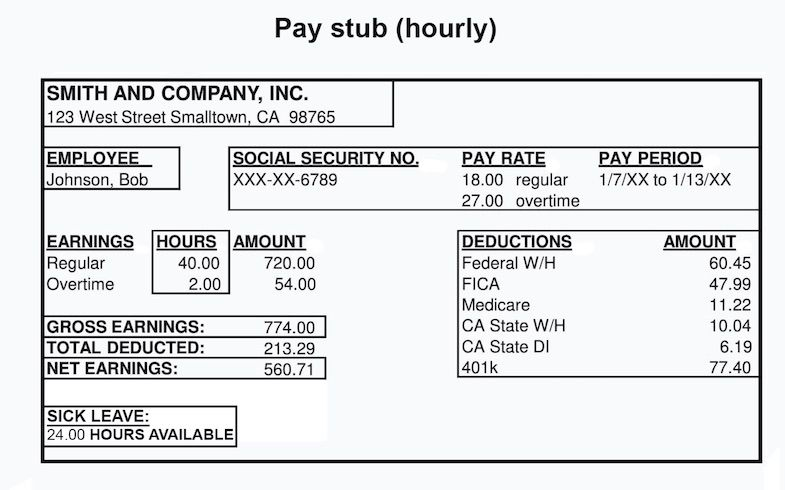 Pay stub (hourly)
SMITH AND COMPANY, INC.
123 West Street Smalltown, CA 98765
EMPLOYEE SOCIAL SECURITY NO. PAY RATE PAY PERIOD
Johnson, Bob XXX-XX-6789 18.00 regular 1/7/XX to 1/13/XX
27.00 overtime
EARNINGS HOURS AMOUNT DEDUCTIONS AMOUNT
Regular 40.00 720.00 Federal W/H 60.45
Overtime 2.00 54.00 FICA 47.99
Medicare 11.22
GROSS EARNINGS: 774.00 CA State W/H 10.04
TOTAL DEDUCTED: 213.29 CA State DI 6.19
NET EARNINGS: 560.71 401k 77.40
SICK LEAVE:
24.00 HOURS AVAILABLE